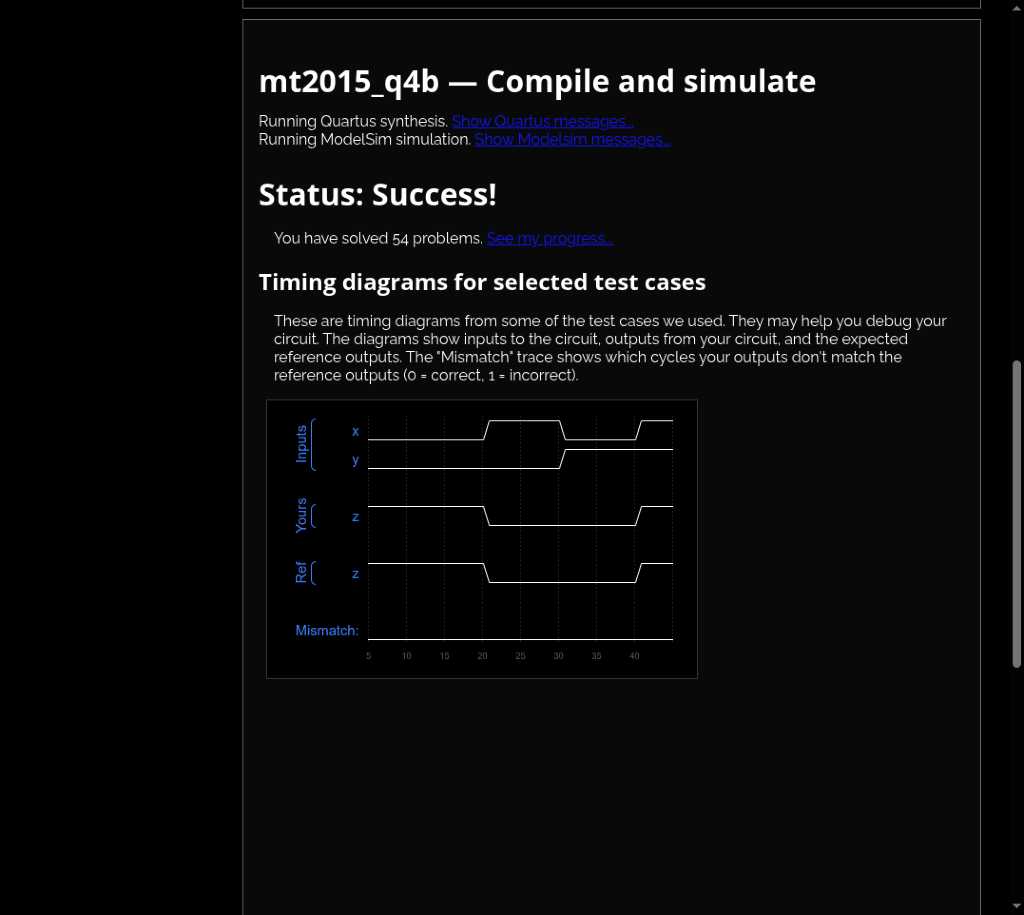 mt2015_q4b — Compile and simulate
Running Quartus synthesis. Show Quartus messages...
Running ModelSim simulation. Show Modelsim messages...
Status: Success!
You have solved 54 problems. See my progress...
Timing diagrams for selected test cases
These are timing diagrams from some of the test cases we used. They may help you debug your
circuit. The diagrams show inputs to the circuit, outputs from your circuit, and the expected
reference outputs. The "Mismatch" trace shows which cycles your outputs don't match the
reference outputs (0 = correct, 1 = incorrect).
Inputs
x
y
Yours
z
Ref
z
Mismatch:
5 10 15 20 25 30 35 40